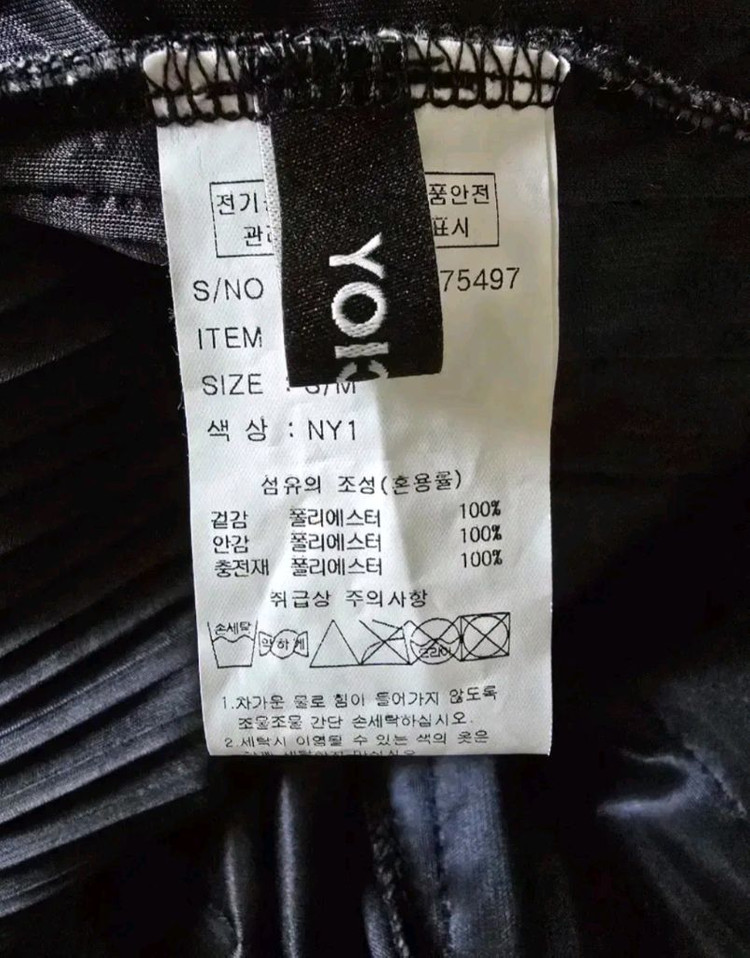 전기 품안전
관 표시
S/NO 75497
ITEM
SIZE : S/M
색 상 : NY1
섬유의 조성(혼용율)
겉감 폴리에스터 100%
안감 폴리에스터 100%
충전재 폴리에스터 100%
취급상 주의사항
손세탁 약하게 드라이
1.차가운 물로 힘이 들어가지 않도록
조물조물 간단 손세탁하십시오.
2.세탁시 이염될 수 있는 색의 옷은
YOI